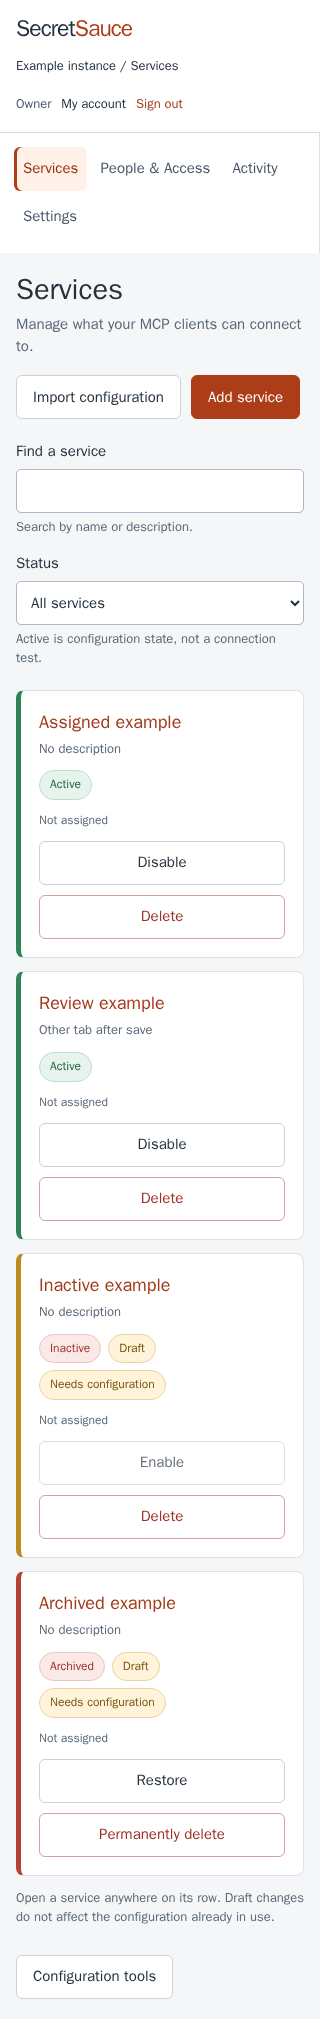 SecretSauce
Example instance / Services
Owner My account Sign out
Services People & Access Activity
Settings
Services
Manage what your MCP clients can connect
to.
Import configuration Add service
Find a service
Search by name or description.
Status
All services
Active is configuration state, not a connection
test.
Assigned example
No description
Active
Not assigned
Disable
Delete
Review example
Other tab after save
Active
Not assigned
Disable
Delete
Inactive example
No description
Inactive Draft
Needs configuration
Not assigned
Enable
Delete
Archived example
No description
Archived Draft
Needs configuration
Not assigned
Restore
Permanently delete
Open a service anywhere on its row. Draft changes
do not affect the configuration already in use.
Configuration tools